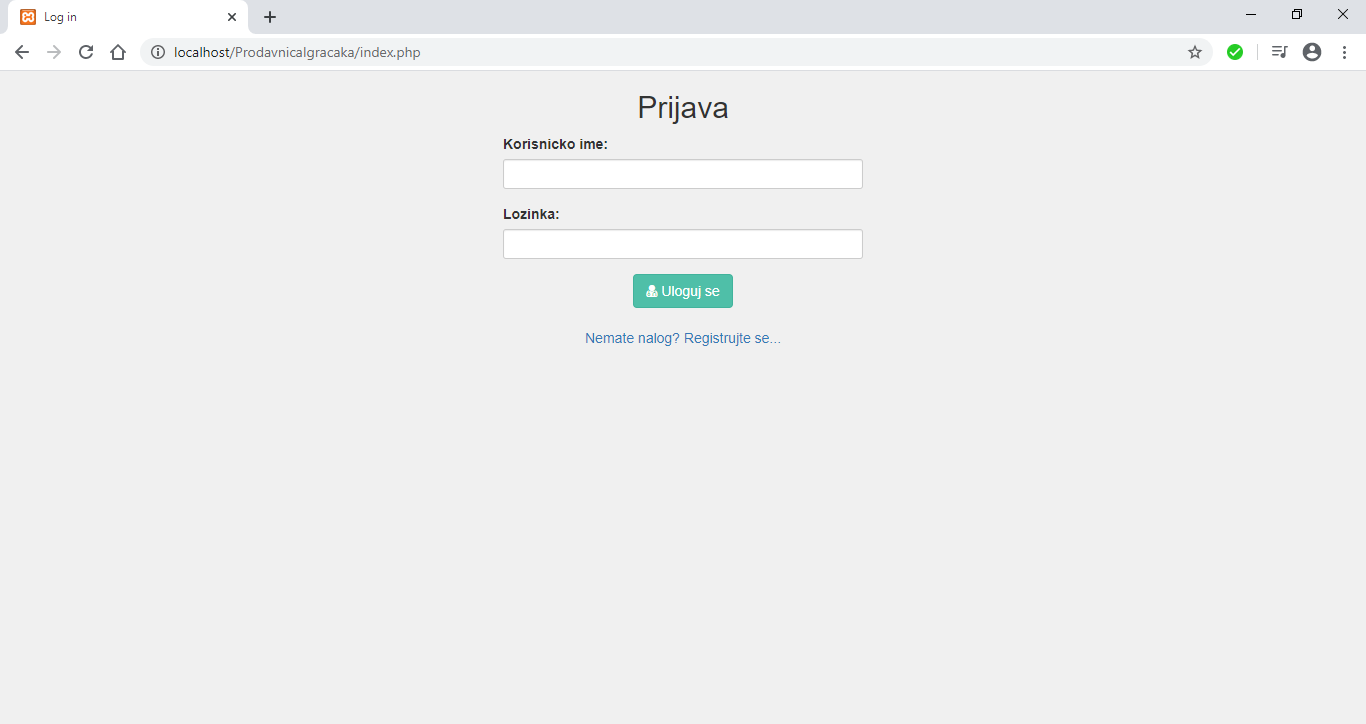 Log in
localhost/ProdavnicaIgracaka/index.php
Prijava
Korisnicko ime:
Lozinka:
Uloguj se
Nemate nalog? Registrujte se...